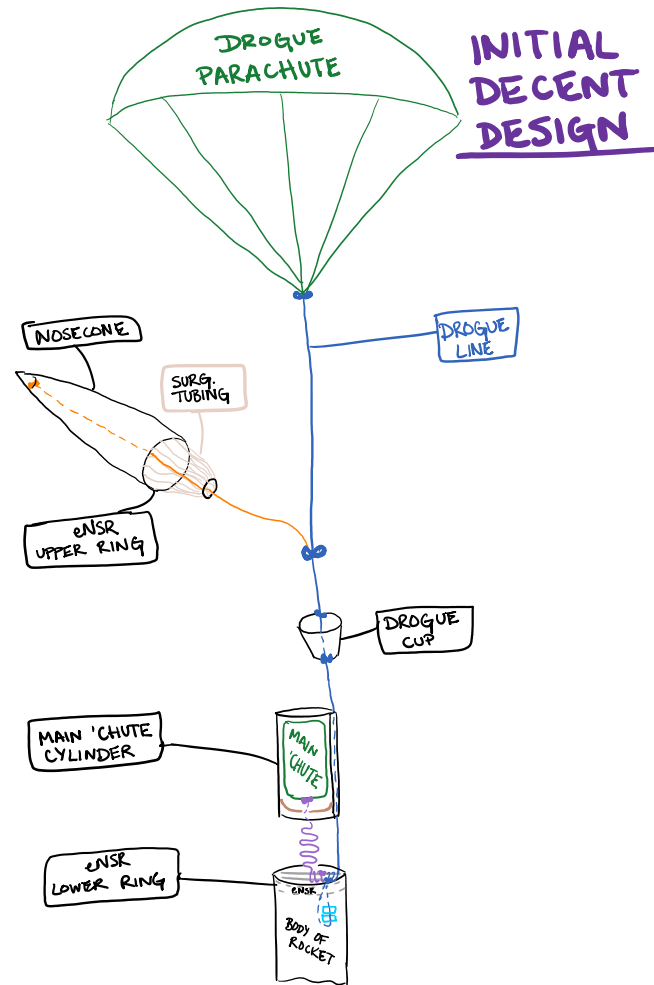 DROGUE
PARACHUTE
INITIAL
DECENT
DESIGN
DROGUE
LINE
NOSECONE
SURG.
TUBING
eNSR
UPPER RING
DROGUE
CUP
MAIN 'CHUTE
CYLINDER
MAIN
'CHUTE
eNSR
LOWER RING
eNSR
BODY OF
ROCKET